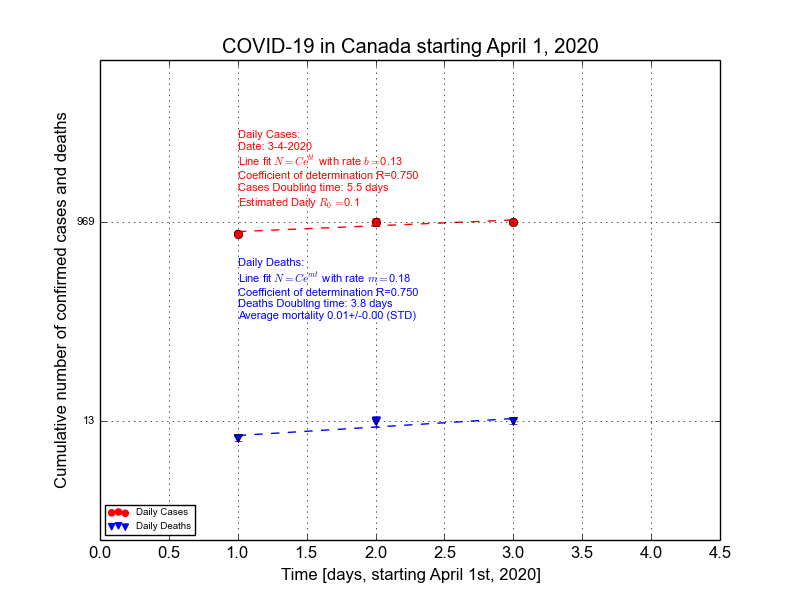 COVID-19 in Canada starting April 1, 2020
Cumulative number of confirmed cases and deaths
Daily Cases:
Date: 3-4-2020
Line fit N=Ce^{bt} with rate b=0.13
Coefficient of determination R=0.750
Cases Doubling time: 5.5 days
Estimated Daily R_0=0.1
969
Daily Deaths:
Line fit N=Ce^{mt} with rate m=0.18
Coefficient of determination R=0.750
Deaths Doubling time: 3.8 days
Average mortality 0.01+/-0.00 (STD)
13
Daily Cases
Daily Deaths
0.0 0.5 1.0 1.5 2.0 2.5 3.0 3.5 4.0 4.5
Time [days, starting April 1st, 2020]